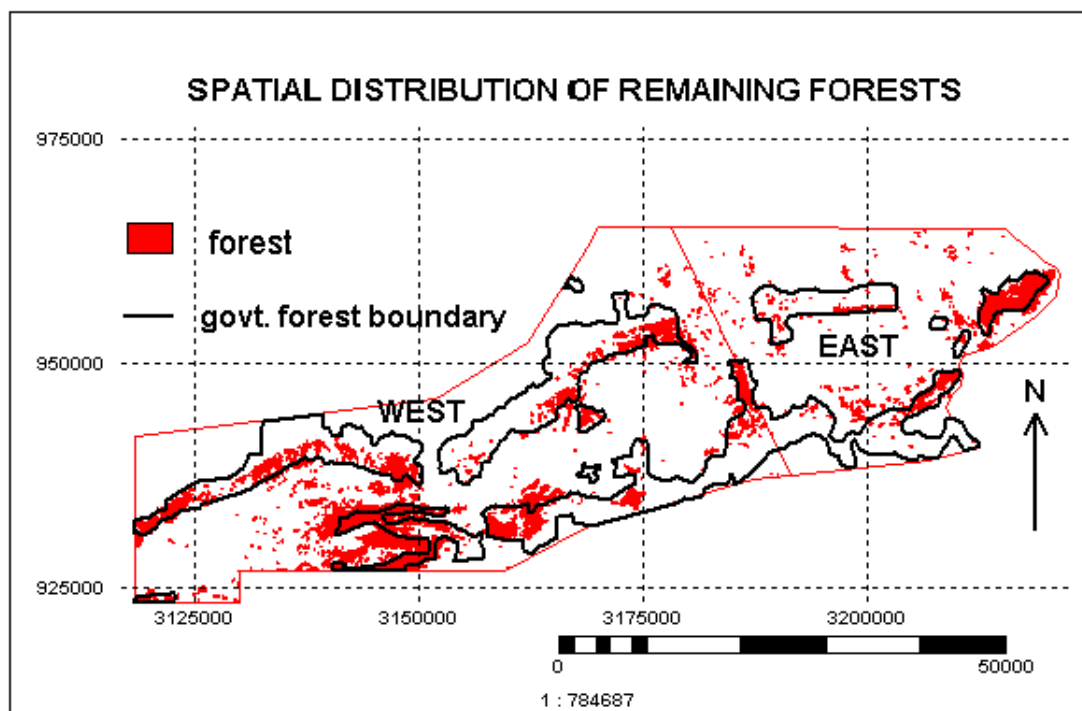 SPATIAL DISTRIBUTION OF REMAINING FORESTS
975000
forest
govt. forest boundary
EAST
950000
WEST
N
925000
3125000 3150000 3175000 3200000
0 50000
1 : 784687